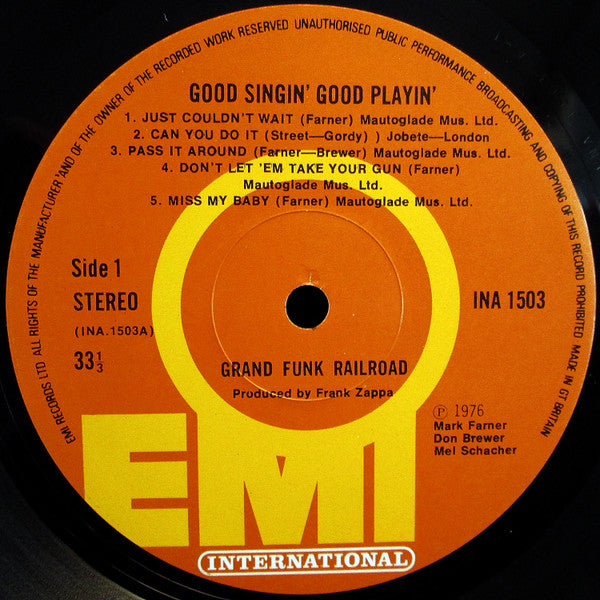 EMI RECORDS LTD ALL RIGHTS OF THE MANUFACTURER AND OF THE OWNER OF THE RECORDED WORK RESERVED UNAUTHORISED PUBLIC PERFORMANCE BROADCASTING AND COPYING OF THIS RECORD PROHIBITED MADE IN GT BRITAIN
GOOD SINGIN' GOOD PLAYIN'
1. JUST COULDN'T WAIT (Farner) Mautoglade Mus. Ltd.
2. CAN YOU DO IT (Street—Gordy) ) Jobete—London
3. PASS IT AROUND (Farner—Brewer) Mautoglade Mus. Ltd.
4. DON'T LET 'EM TAKE YOUR GUN (Farner)
Mautoglade Mus. Ltd.
5. MISS MY BABY (Farner) Mautoglade Mus. Ltd.
Side 1
STEREO
(INA.1503A)
33⅓
INA 1503
GRAND FUNK RAILROAD
Produced by Frank Zappa
℗ 1976
Mark Farner
Don Brewer
Mel Schacher
EMI
INTERNATIONAL